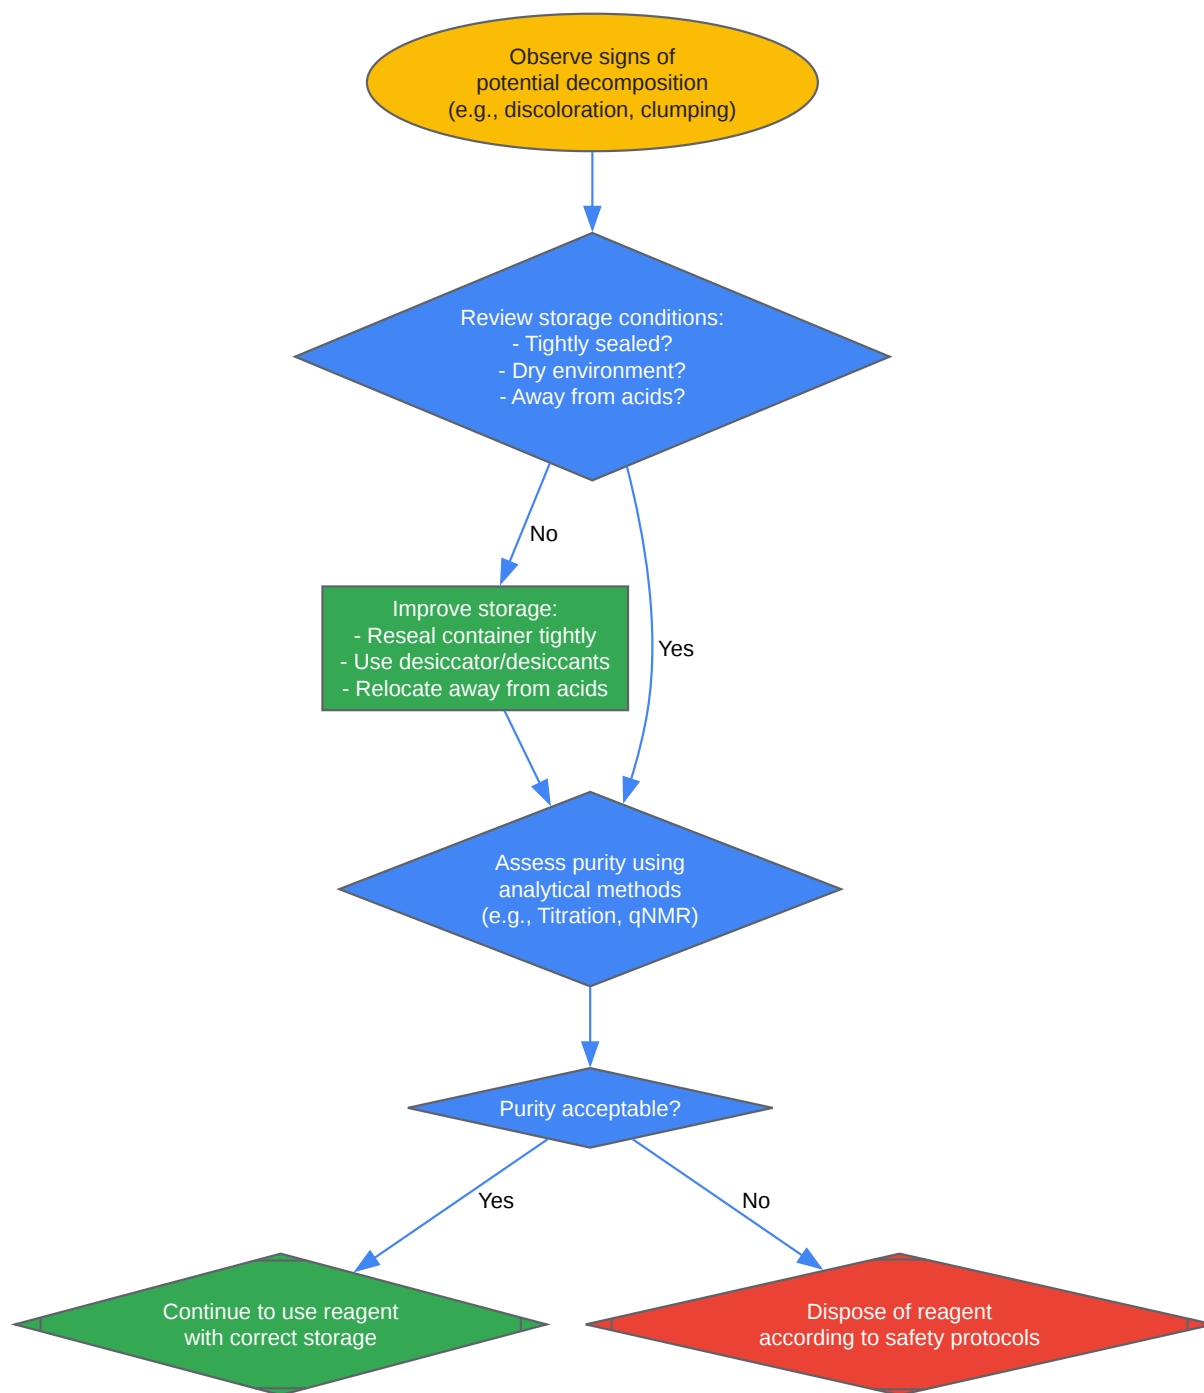 Observe signs of
potential decomposition
(e.g., discoloration, clumping)
Review storage conditions:
- Tightly sealed?
- Dry environment?
- Away from acids?
No
Improve storage:
- Reseal container tightly
- Use desiccator/desiccants
- Relocate away from acids
Yes
Assess purity using
analytical methods
(e.g., Titration, qNMR)
Purity acceptable?
Yes
No
Continue to use reagent
with correct storage
Dispose of reagent
according to safety protocols